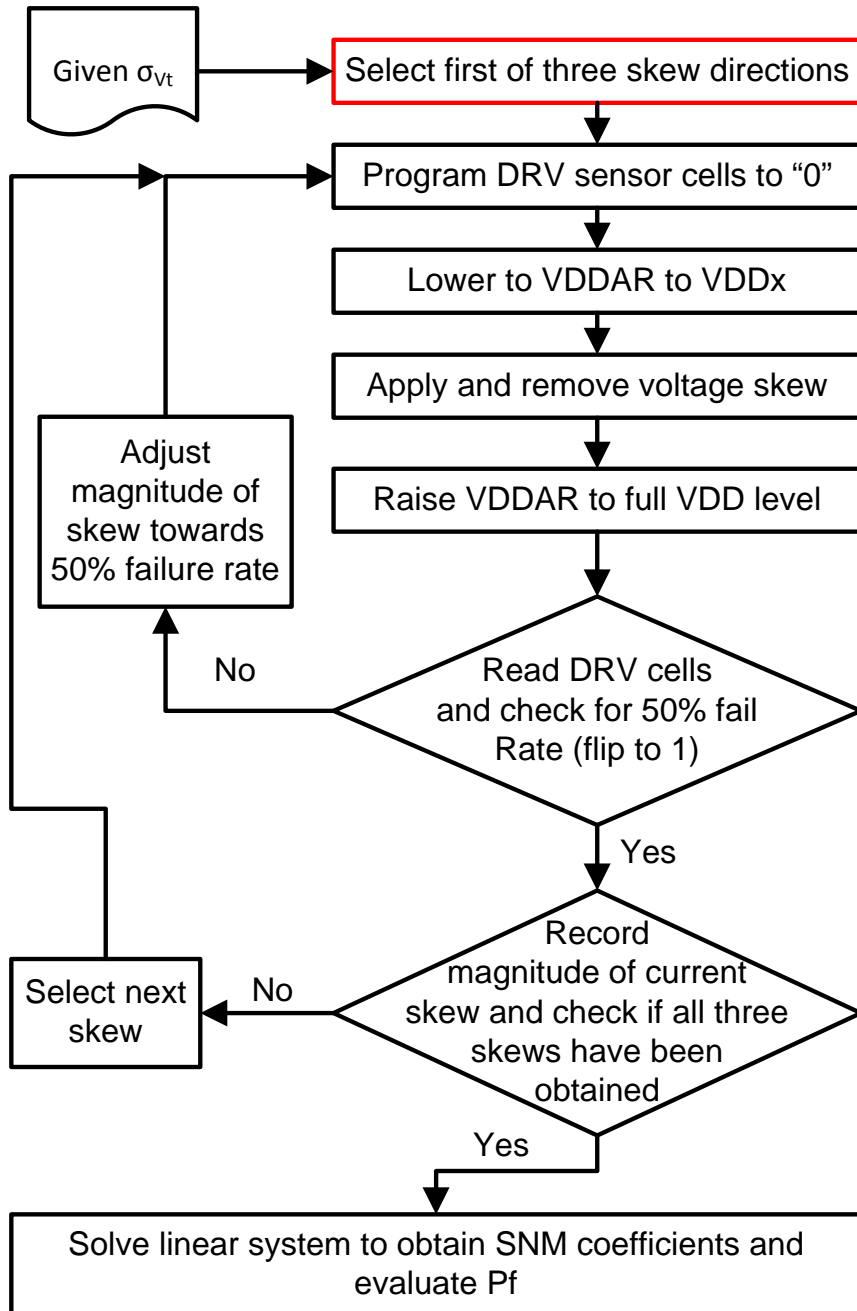 Given σVt
Select first of three skew directions
Program DRV sensor cells to “0”
Lower to VDDAR to VDDx
Apply and remove voltage skew
Adjust
magnitude of
skew towards
50% failure rate
Raise VDDAR to full VDD level
No
Read DRV cells
and check for 50% fail
Rate (flip to 1)
Yes
Select next
skew
No
Record
magnitude of current
skew and check if all three
skews have been
obtained
Yes
Solve linear system to obtain SNM coefficients and
evaluate Pf